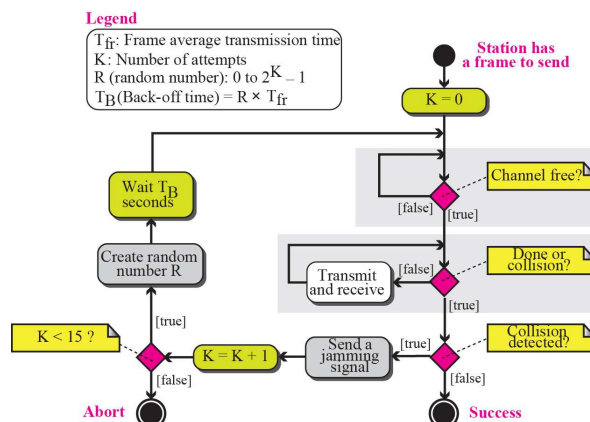 Legend
Tfr: Frame average transmission time
K: Number of attempts
R (random number): 0 to 2^K – 1
TB(Back-off time) = R × Tfr
Station has
a frame to send
K = 0
Wait TB
seconds
Channel free?
[false]
[true]
Create random
number R
Transmit
and receive
[false]
Done or
collision?
[true]
K < 15 ?
[true]
K = K + 1
Send a
jamming
signal
[true]
Collision
detected?
[false]
[false]
Abort
Success